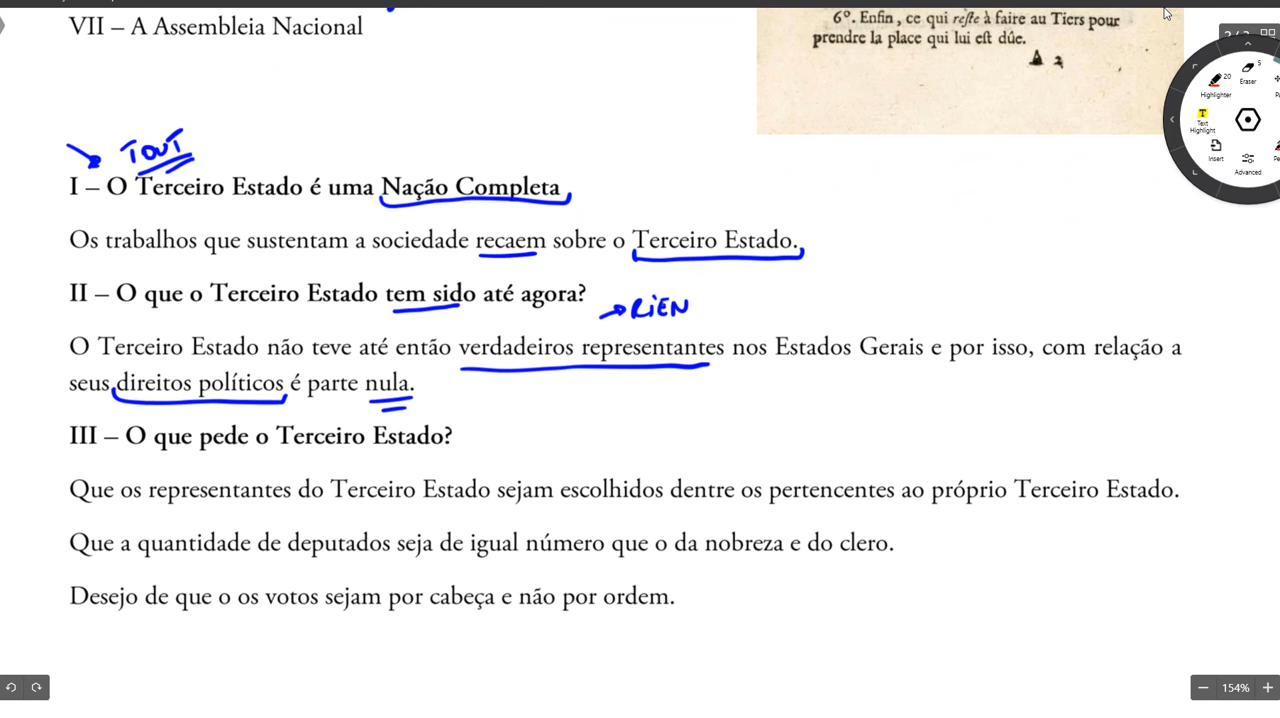 VII – A Assembleia Nacional
6º. Enfin, ce qui reſte à faire au Tiers pour
prendre la place qui lui eſt dûe.
A 2
TOUT
I – O Terceiro Estado é uma Nação Completa
Os trabalhos que sustentam a sociedade recaem sobre o Terceiro Estado.
II – O que o Terceiro Estado tem sido até agora?
RIEN
O Terceiro Estado não teve até então verdadeiros representantes nos Estados Gerais e por isso, com relação a
seus direitos políticos é parte nula.
III – O que pede o Terceiro Estado?
Que os representantes do Terceiro Estado sejam escolhidos dentre os pertencentes ao próprio Terceiro Estado.
Que a quantidade de deputados seja de igual número que o da nobreza e do clero.
Desejo de que o os votos sejam por cabeça e não por ordem.
5
Eraser
20
Highlighter
T
Text
Highlight
Insert
Advanced
154%